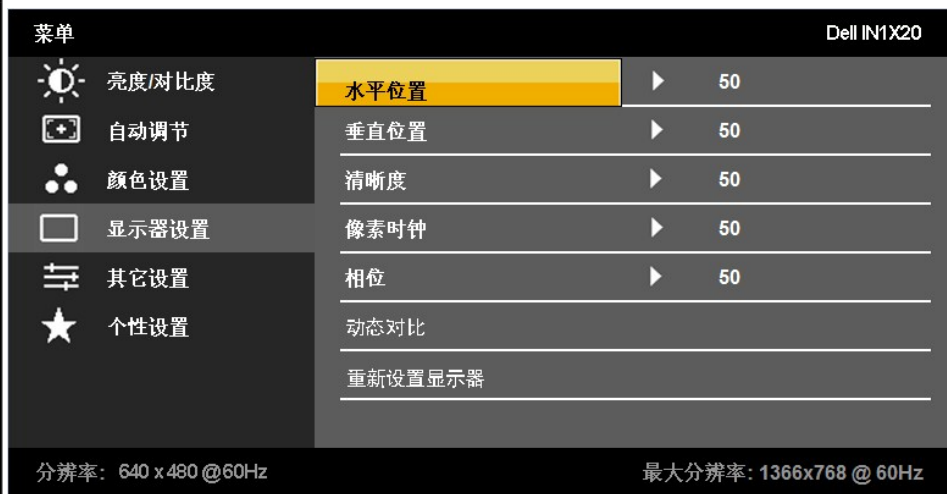 菜单 Dell IN1X20
亮度/对比度 水平位置 50
自动调节 垂直位置 50
颜色设置 清晰度 50
显示器设置 像素时钟 50
其它设置 相位 50
个性设置 动态对比
重新设置显示器
分辨率: 640 x 480 @60Hz 最大分辨率: 1366x768 @ 60Hz